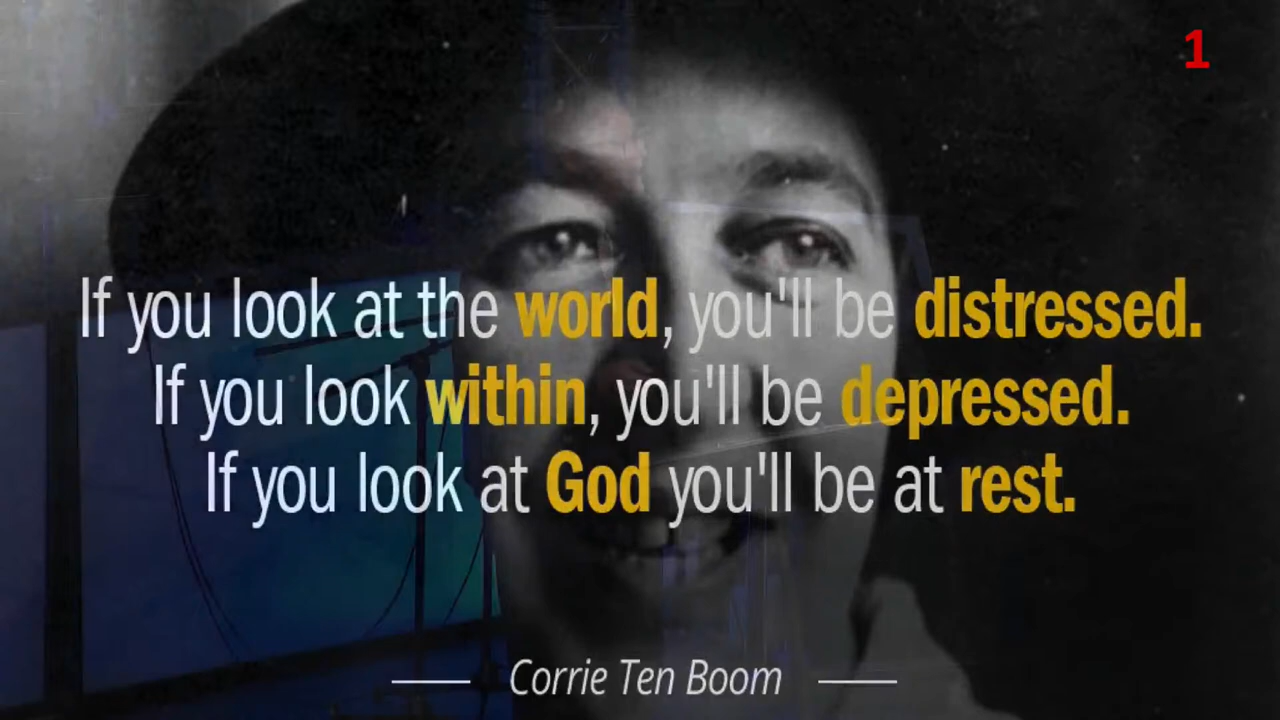 1
If you look at the world, you'll be distressed.
If you look within, you'll be depressed.
If you look at God you'll be at rest.
Corrie Ten Boom